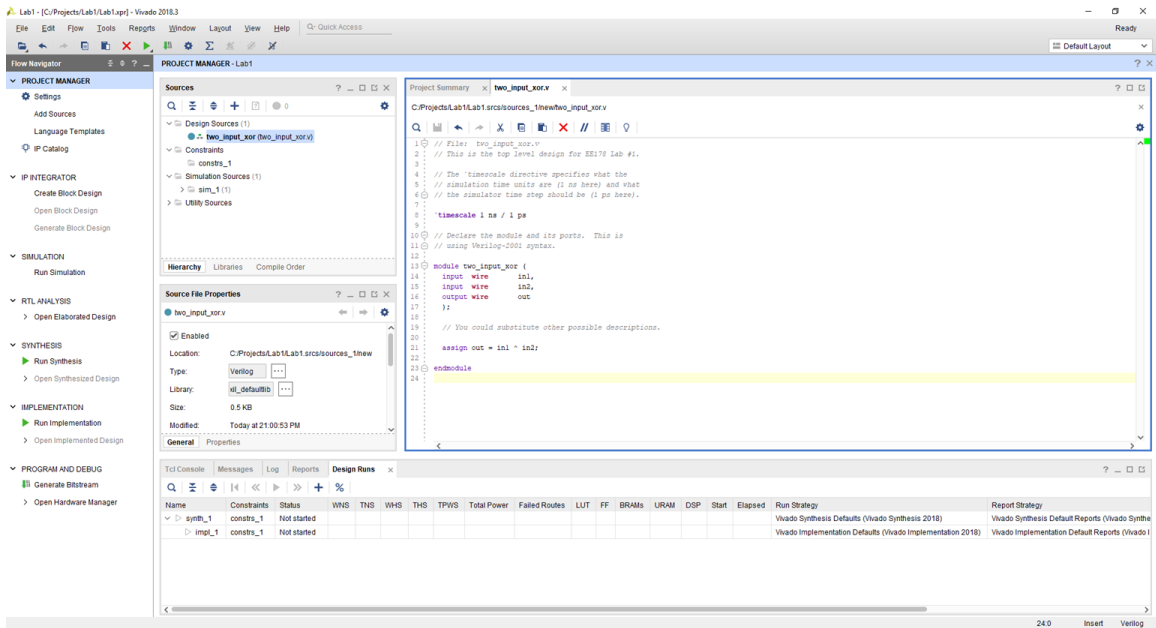 Lab1 - [C:/Projects/Lab1/Lab1.xpr] - Vivado 2018.3
File Edit Flow Tools Reports Window Layout View Help Q- Quick Access Ready
Default Layout
Flow Navigator
PROJECT MANAGER - Lab1
PROJECT MANAGER
Settings
Add Sources
Language Templates
IP Catalog
IP INTEGRATOR
Create Block Design
Open Block Design
Generate Block Design
SIMULATION
Run Simulation
RTL ANALYSIS
Open Elaborated Design
SYNTHESIS
Run Synthesis
Open Synthesized Design
IMPLEMENTATION
Run Implementation
Open Implemented Design
PROGRAM AND DEBUG
Generate Bitstream
Open Hardware Manager
Sources
0
Design Sources (1)
two_input_xor (two_input_xor.v)
Constraints
constrs_1
Simulation Sources (1)
sim_1 (1)
Utility Sources
Hierarchy Libraries Compile Order
Source File Properties
two_input_xor.v
Enabled
Location: C:/Projects/Lab1/Lab1.srcs/sources_1/new
Type: Verilog
Library: xil_defaultlib
Size: 0.5 KB
Modified: Today at 21:00:53 PM
General Properties
Project Summary two_input_xor.v
C:/Projects/Lab1/Lab1.srcs/sources_1/new/two_input_xor.v
1 // File: two_input_xor.v
2 // This is the top level design for EE178 Lab #1.
3
4 // The `timescale directive specifies what the
5 // simulation time units are (1 ns here) and what
6 // the simulator time step should be (1 ps here).
7
8 `timescale 1 ns / 1 ps
9
10 // Declare the module and its ports. This is
11 // using Verilog-2001 syntax.
12
13 module two_input_xor (
14 input wire in1,
15 input wire in2,
16 output wire out
17 );
18
19 // You could substitute other possible descriptions.
20
21 assign out = in1 ^ in2;
22
23 endmodule
24
Tcl Console Messages Log Reports Design Runs
Name Constraints Status WNS TNS WHS THS TPWS Total Power Failed Routes LUT FF BRAMs URAM DSP Start Elapsed Run Strategy Report Strategy
synth_1 constrs_1 Not started Vivado Synthesis Defaults (Vivado Synthesis 2018) Vivado Synthesis Default Reports (Vivado Synthe
impl_1 constrs_1 Not started Vivado Implementation Defaults (Vivado Implementation 2018) Vivado Implementation Default Reports (Vivado I
24:0 Insert Verilog